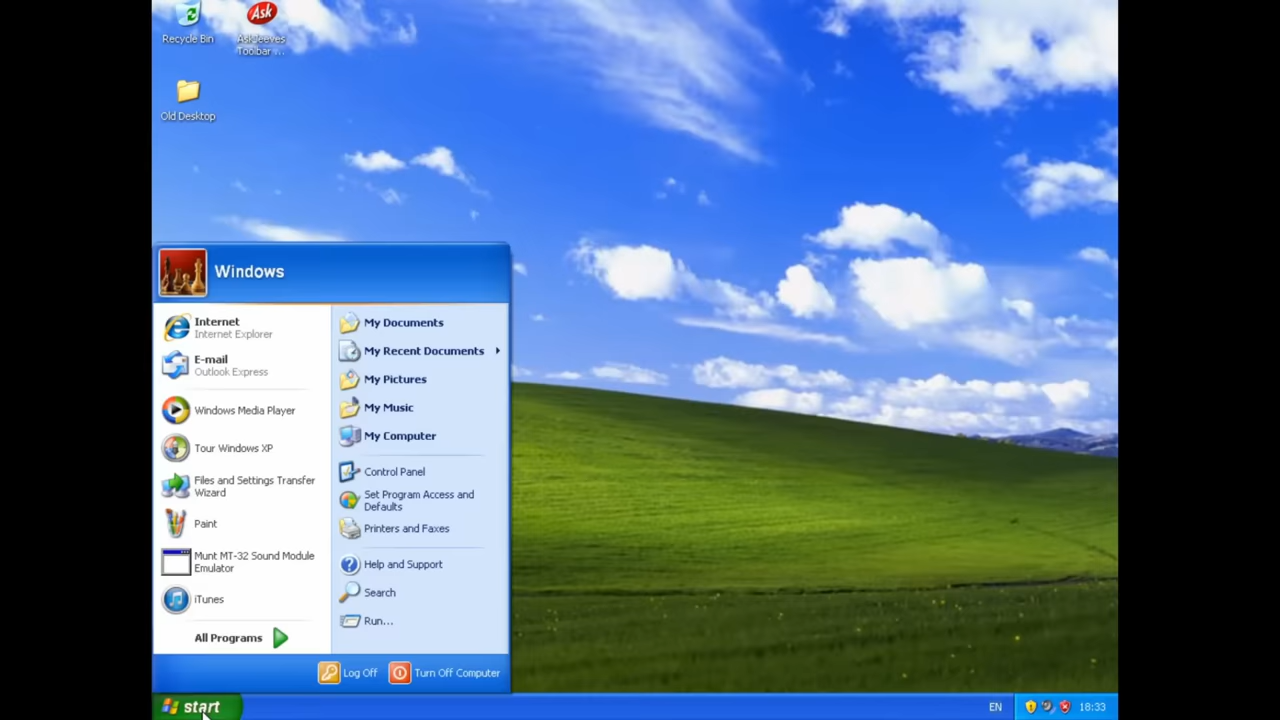 Ask
Recycle Bin
AskJeeves
Toolbar ...
Old Desktop
Windows
Internet
Internet Explorer
E-mail
Outlook Express
Windows Media Player
Tour Windows XP
Files and Settings Transfer
Wizard
Paint
Munt MT-32 Sound Module
Emulator
iTunes
All Programs
My Documents
My Recent Documents
My Pictures
My Music
My Computer
Control Panel
Set Program Access and
Defaults
Printers and Faxes
Help and Support
Search
Run...
Log Off
Turn Off Computer
start
EN
18:33